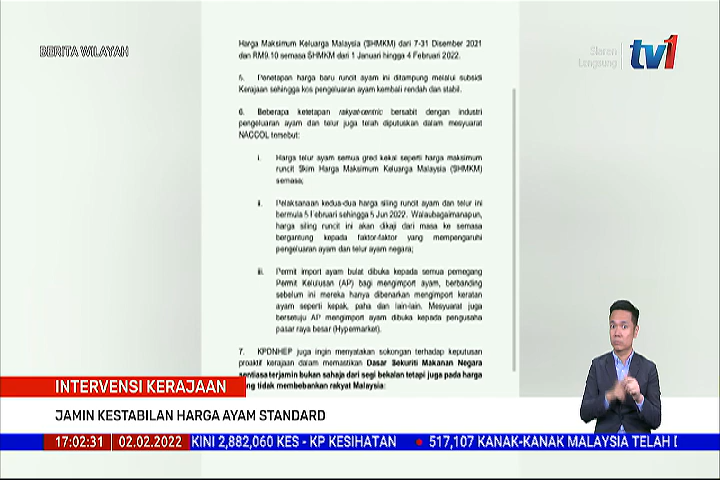 BERITA WILAYAH
Siaran
Langsung
tv1
Harga Maksimum Keluarga Malaysia (SHMKM) dari 7-31 Disember 2021
dan RM9.10 semasa SHMKM dari 1 Januari hingga 4 Februari 2022.
5. Penetapan harga baru runcit ayam ini ditampung melalui subsidi
Kerajaan sehingga kos pengeluaran ayam kembali rendah dan stabil.
6. Beberapa ketetapan rakyat-centric bersabit dengan industri
pengeluaran ayam dan telur juga telah diputuskan dalam mesyuarat
NACCOL tersebut:
i. Harga telur ayam semua gred kekal seperti harga maksimum
runcit Skim Harga Maksimum Keluarga Malaysia (SHMKM)
semasa;
ii. Pelaksanaan kedua-dua harga siling runcit ayam dan telur ini
bermula 5 Februari sehingga 5 Jun 2022. Walaubagaimanapun,
harga siling runcit ini akan dikaji dari masa ke semasa
bergantung kepada faktor-faktor yang mempengaruhi
pengeluaran ayam dan telur ayam negara;
iii. Permit import ayam bulat dibuka kepada semua pemegang
Permit Kelulusan (AP) bagi mengimport ayam, berbanding
sebelum ini mereka hanya dibenarkan mengimport keratan
ayam seperti kepak, paha dan lain-lain. Mesyuarat juga
bersetuju AP mengimport ayam dibuka kepada pengusaha
pasar raya besar (Hypermarket).
7. KPDNHEP juga ingin menyatakan sokongan terhadap keputusan
proaktif kerajaan dalam memastikan Dasar Sekuriti Makanan Negara
sentiasa terjamin bukan sahaja dari segi bekalan tetapi juga pada harga
yang tidak membebankan rakyat Malaysia:
INTERVENSI KERAJAAN
JAMIN KESTABILAN HARGA AYAM STANDARD
17:02:31 02.02.2022 KINI 2,882,060 KES - KP KESIHATAN • 517,107 KANAK-KANAK MALAYSIA TELAH D